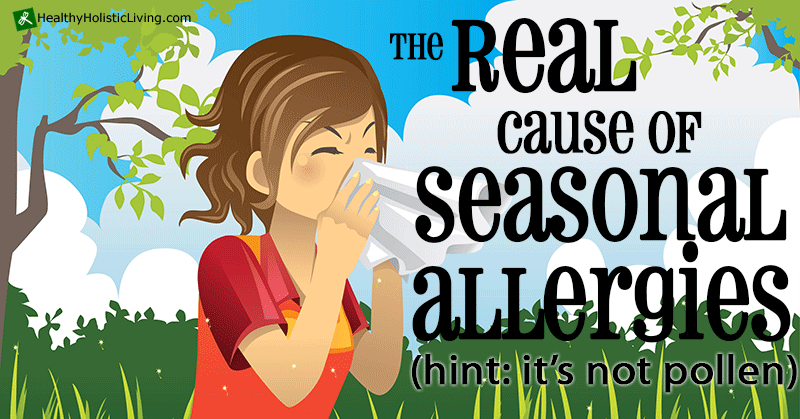 HealthyHolisticLiving.com
THE Real
cause of
seasonal
allergies
(hint: it's not pollen)